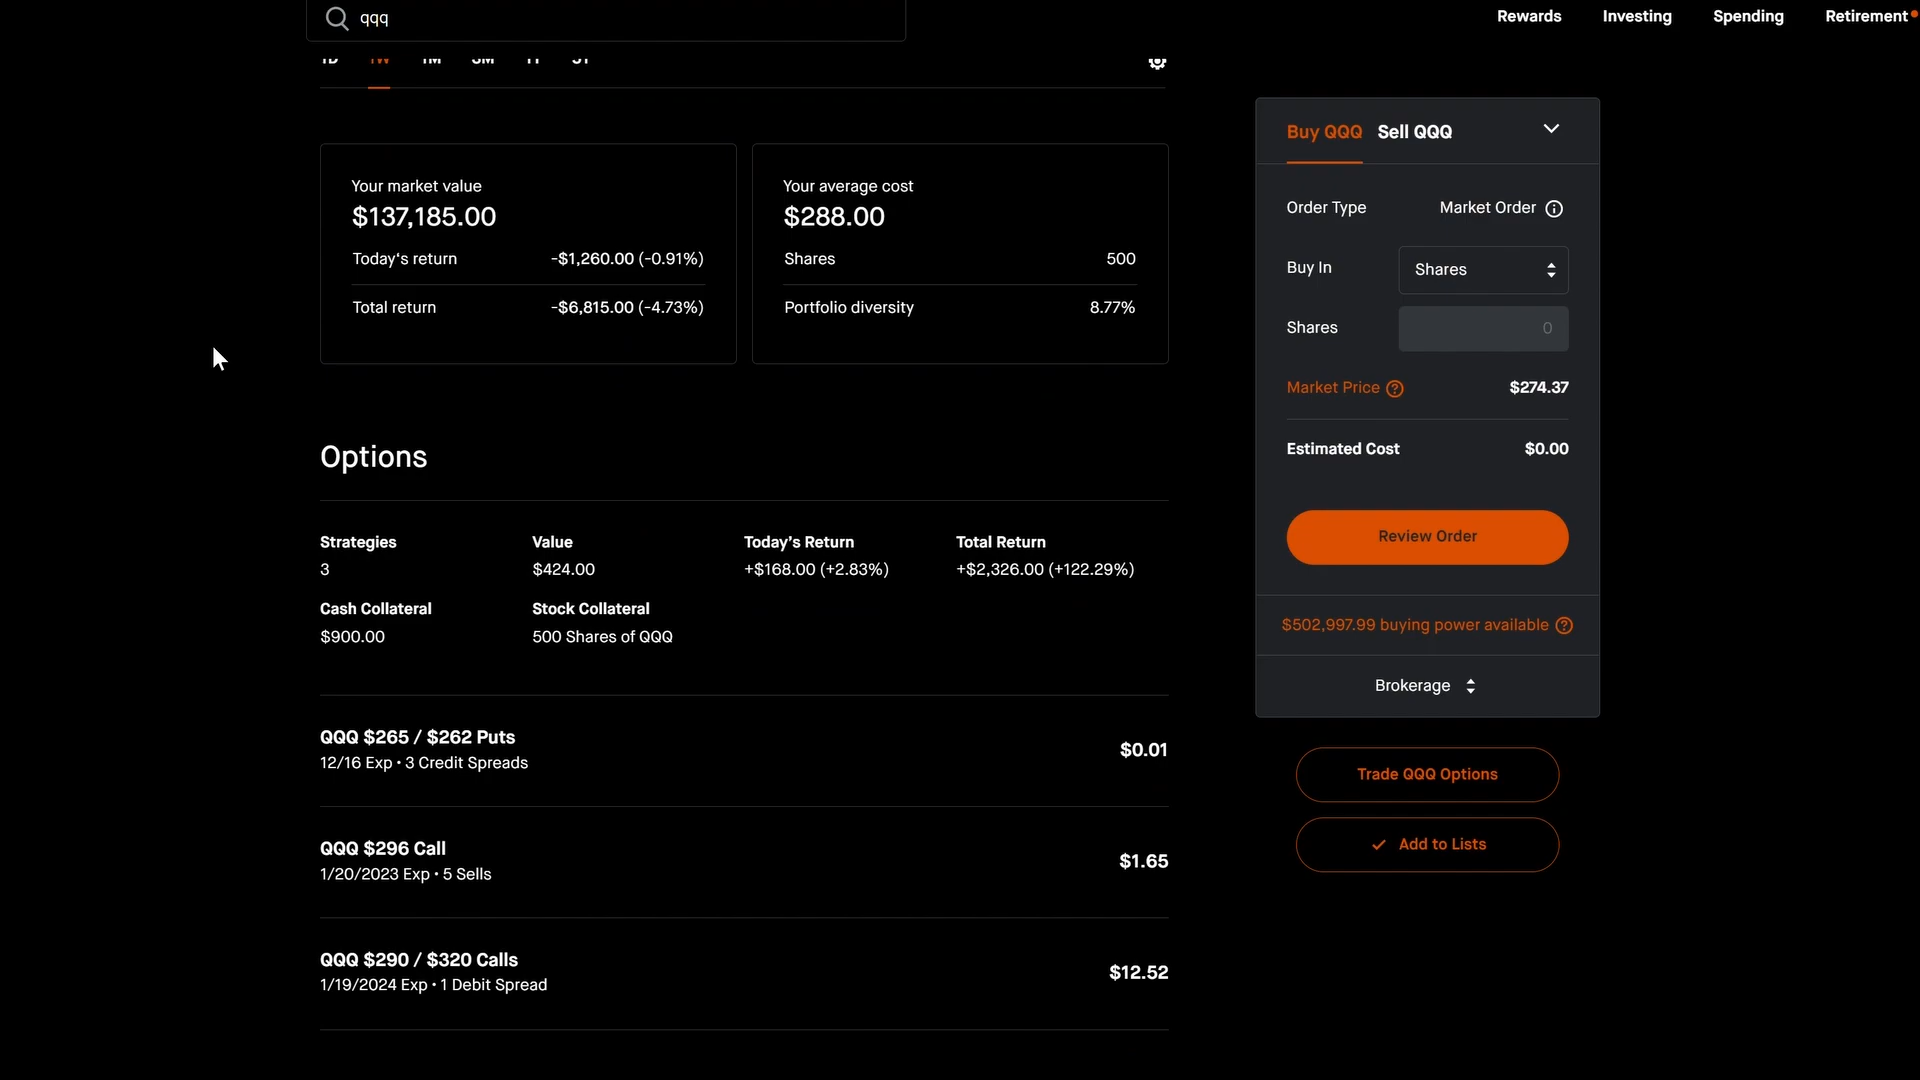 qqq
Rewards
Investing
Spending
Retirement
1D 1W 1M 3M 1Y 5Y
Your market value
$137,185.00
Today's return -$1,260.00 (-0.91%)
Total return -$6,815.00 (-4.73%)
Your average cost
$288.00
Shares 500
Portfolio diversity 8.77%
Buy QQQ Sell QQQ
Order Type Market Order
Buy In Shares
Shares 0
Market Price $274.37
Estimated Cost $0.00
Review Order
$502,997.99 buying power available
Brokerage
Trade QQQ Options
Add to Lists
Options
Strategies Value Today's Return Total Return
3 $424.00 +$168.00 (+2.83%) +$2,326.00 (+122.29%)
Cash Collateral Stock Collateral
$900.00 500 Shares of QQQ
QQQ $265 / $262 Puts
12/16 Exp • 3 Credit Spreads
$0.01
QQQ $296 Call
1/20/2023 Exp • 5 Sells
$1.65
QQQ $290 / $320 Calls
1/19/2024 Exp • 1 Debit Spread
$12.52